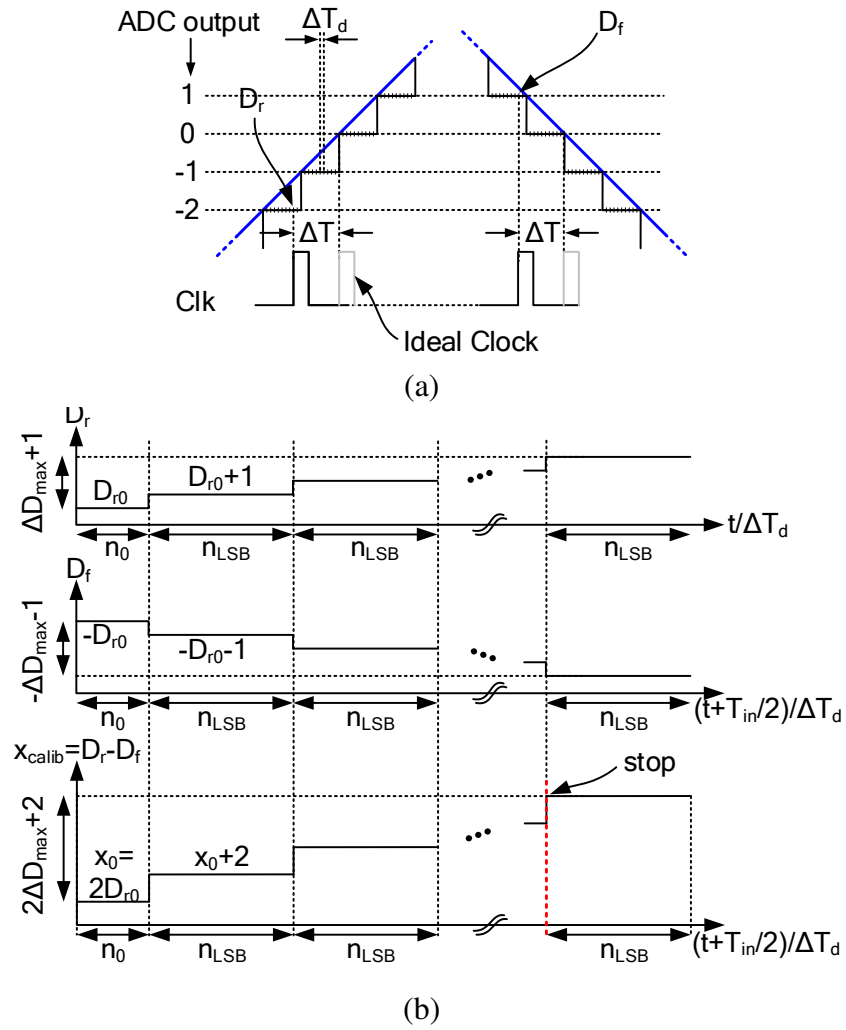 ADC output
ΔT_d
D_f
D_r
1
0
-1
-2
ΔT
ΔT
Clk
Ideal Clock
(a)
D_r
ΔD_max+1
D_r0
D_r0+1
t/ΔT_d
n_0
n_LSB
n_LSB
n_LSB
D_f
-ΔD_max-1
-D_r0
-D_r0-1
(t+T_in/2)/ΔT_d
n_0
n_LSB
n_LSB
n_LSB
x_calib=D_r-D_f
stop
2ΔD_max+2
x_0=
2D_r0
x_0+2
(t+T_in/2)/ΔT_d
n_0
n_LSB
n_LSB
n_LSB
(b)